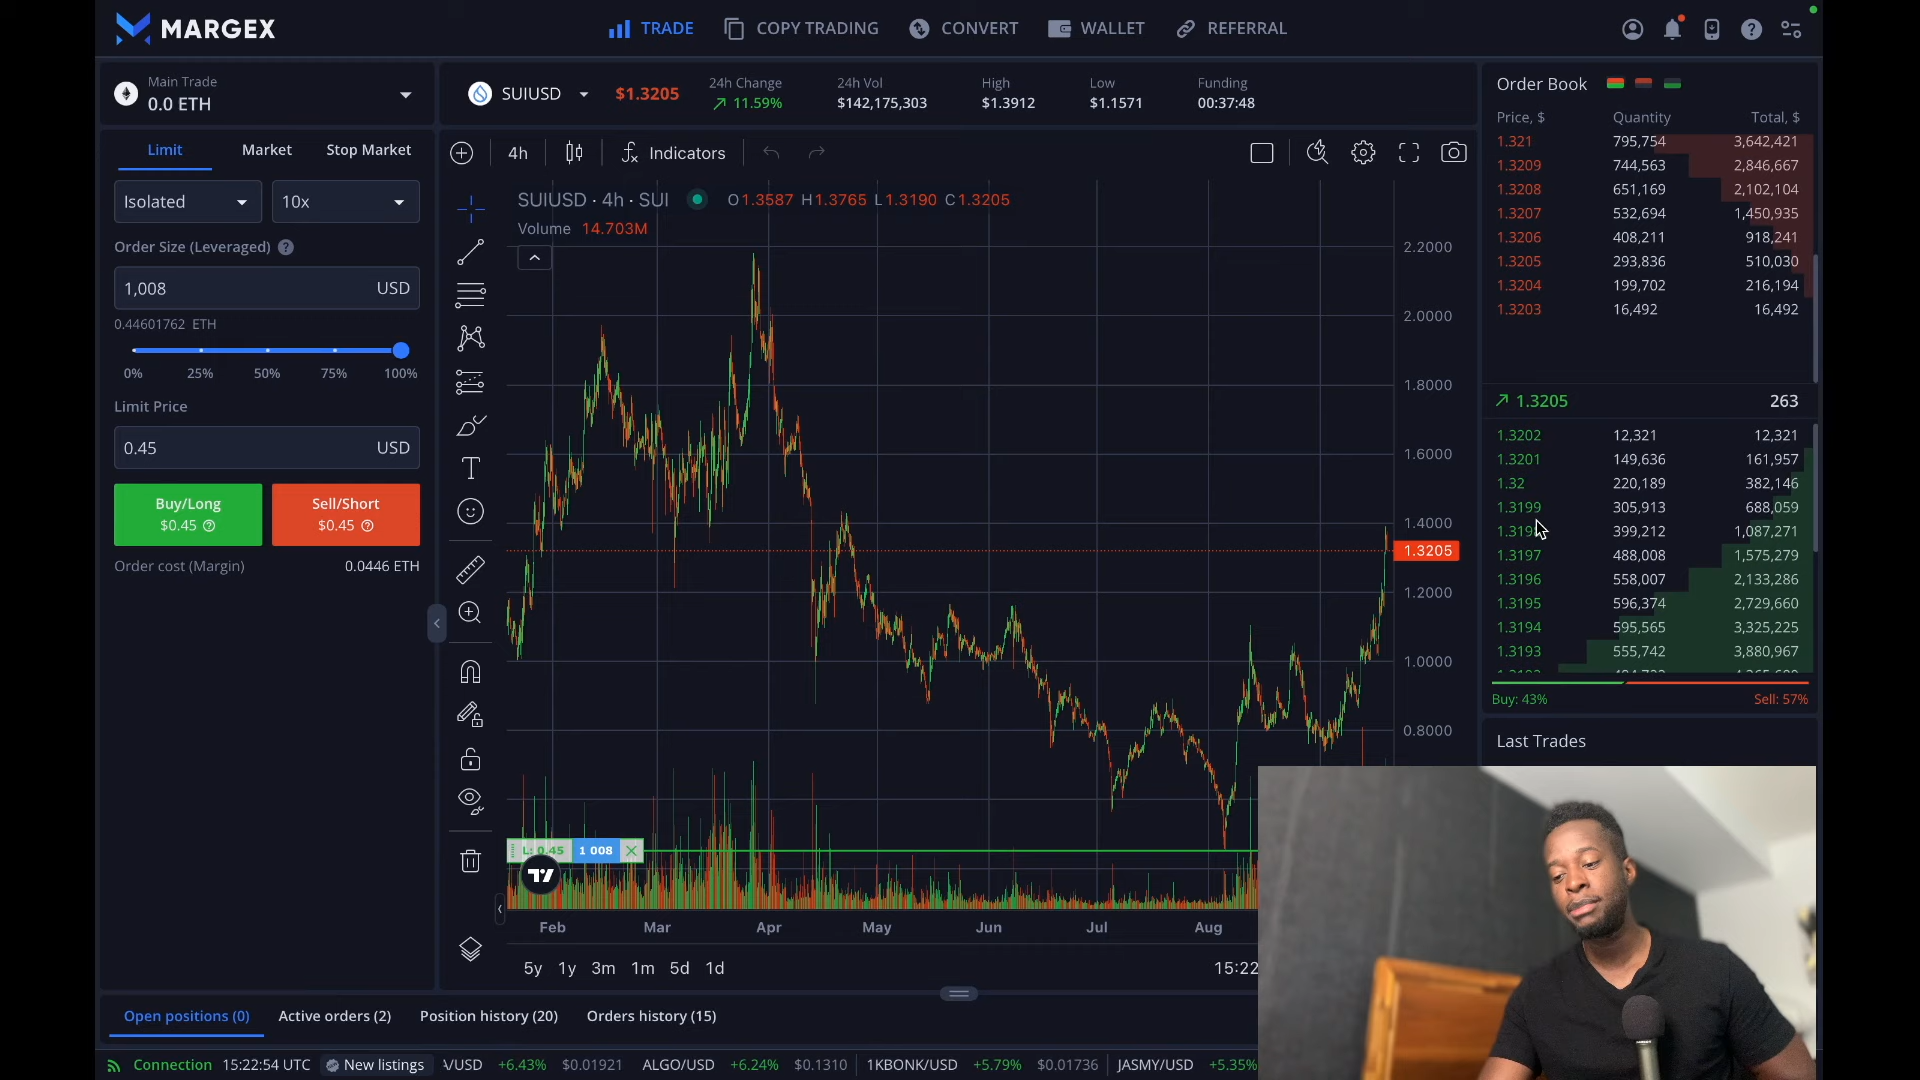 MARGEX
TRADE
COPY TRADING
CONVERT
WALLET
REFERRAL
Main Trade
0.0 ETH
SUIUSD
$1.3205
24h Change
11.59%
24h Vol
$142,175,303
High
$1.3912
Low
$1.1571
Funding
00:37:48
Limit
Market
Stop Market
Isolated
10x
Order Size (Leveraged)
1,008 USD
0.44601762 ETH
0% 25% 50% 75% 100%
Limit Price
0.45 USD
Buy/Long
$0.45
Sell/Short
$0.45
Order cost (Margin) 0.0446 ETH
4h
Indicators
SUIUSD · 4h · SUI O1.3587 H1.3765 L1.3190 C1.3205
Volume 14.703M
2.2000
2.0000
1.8000
1.6000
1.4000
1.3205
1.2000
1.0000
0.8000
L: 0.45 1 008
Feb Mar Apr May Jun Jul Aug
5y 1y 3m 1m 5d 1d
15:22
Order Book
Price, $ Quantity Total, $
1.321 795,754 3,642,421
1.3209 744,563 2,846,667
1.3208 651,169 2,102,104
1.3207 532,694 1,450,935
1.3206 408,211 918,241
1.3205 293,836 510,030
1.3204 199,702 216,194
1.3203 16,492 16,492
1.3205 263
1.3202 12,321 12,321
1.3201 149,636 161,957
1.32 220,189 382,146
1.3199 305,913 688,059
399,212 1,087,271
1.3197 488,008 1,575,279
1.3196 558,007 2,133,286
1.3195 596,374 2,729,660
1.3194 595,565 3,325,225
1.3193 555,742 3,880,967
Buy: 43% Sell: 57%
Last Trades
Open positions (0)
Active orders (2)
Position history (20)
Orders history (15)
Connection 15:22:54 UTC New listings /USD +6.43% $0.01921 ALGO/USD +6.24% $0.1310 1KBONK/USD +5.79% $0.01736 JASMY/USD +5.35%